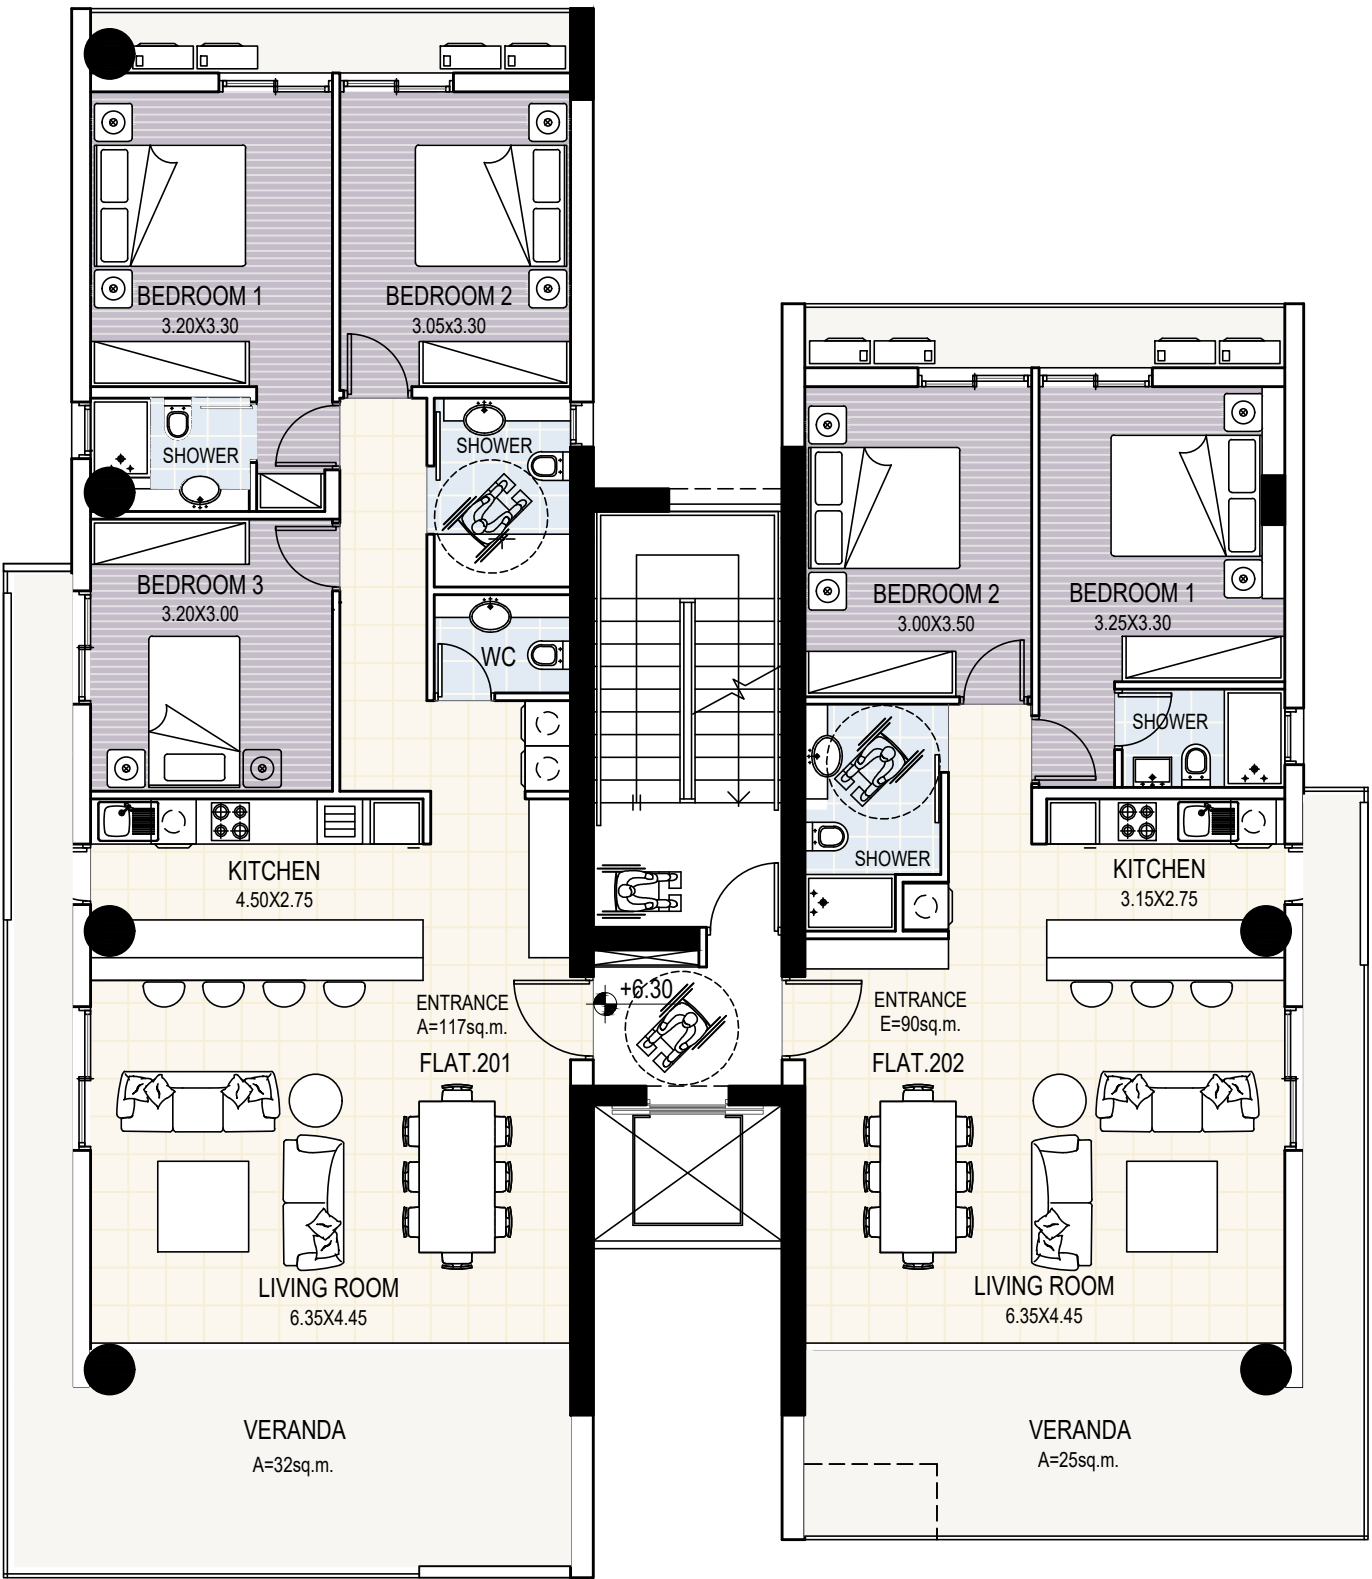 BEDROOM 1
3.20X3.30
BEDROOM 2
3.05x3.30
SHOWER
SHOWER
BEDROOM 3
3.20X3.00
WC
KITCHEN
4.50X2.75
ENTRANCE
A=117sq.m.
FLAT.201
LIVING ROOM
6.35X4.45
VERANDA
A=32sq.m.
+6.30
BEDROOM 2
3.00X3.50
BEDROOM 1
3.25X3.30
SHOWER
SHOWER
KITCHEN
3.15X2.75
ENTRANCE
E=90sq.m.
FLAT.202
LIVING ROOM
6.35X4.45
VERANDA
A=25sq.m.